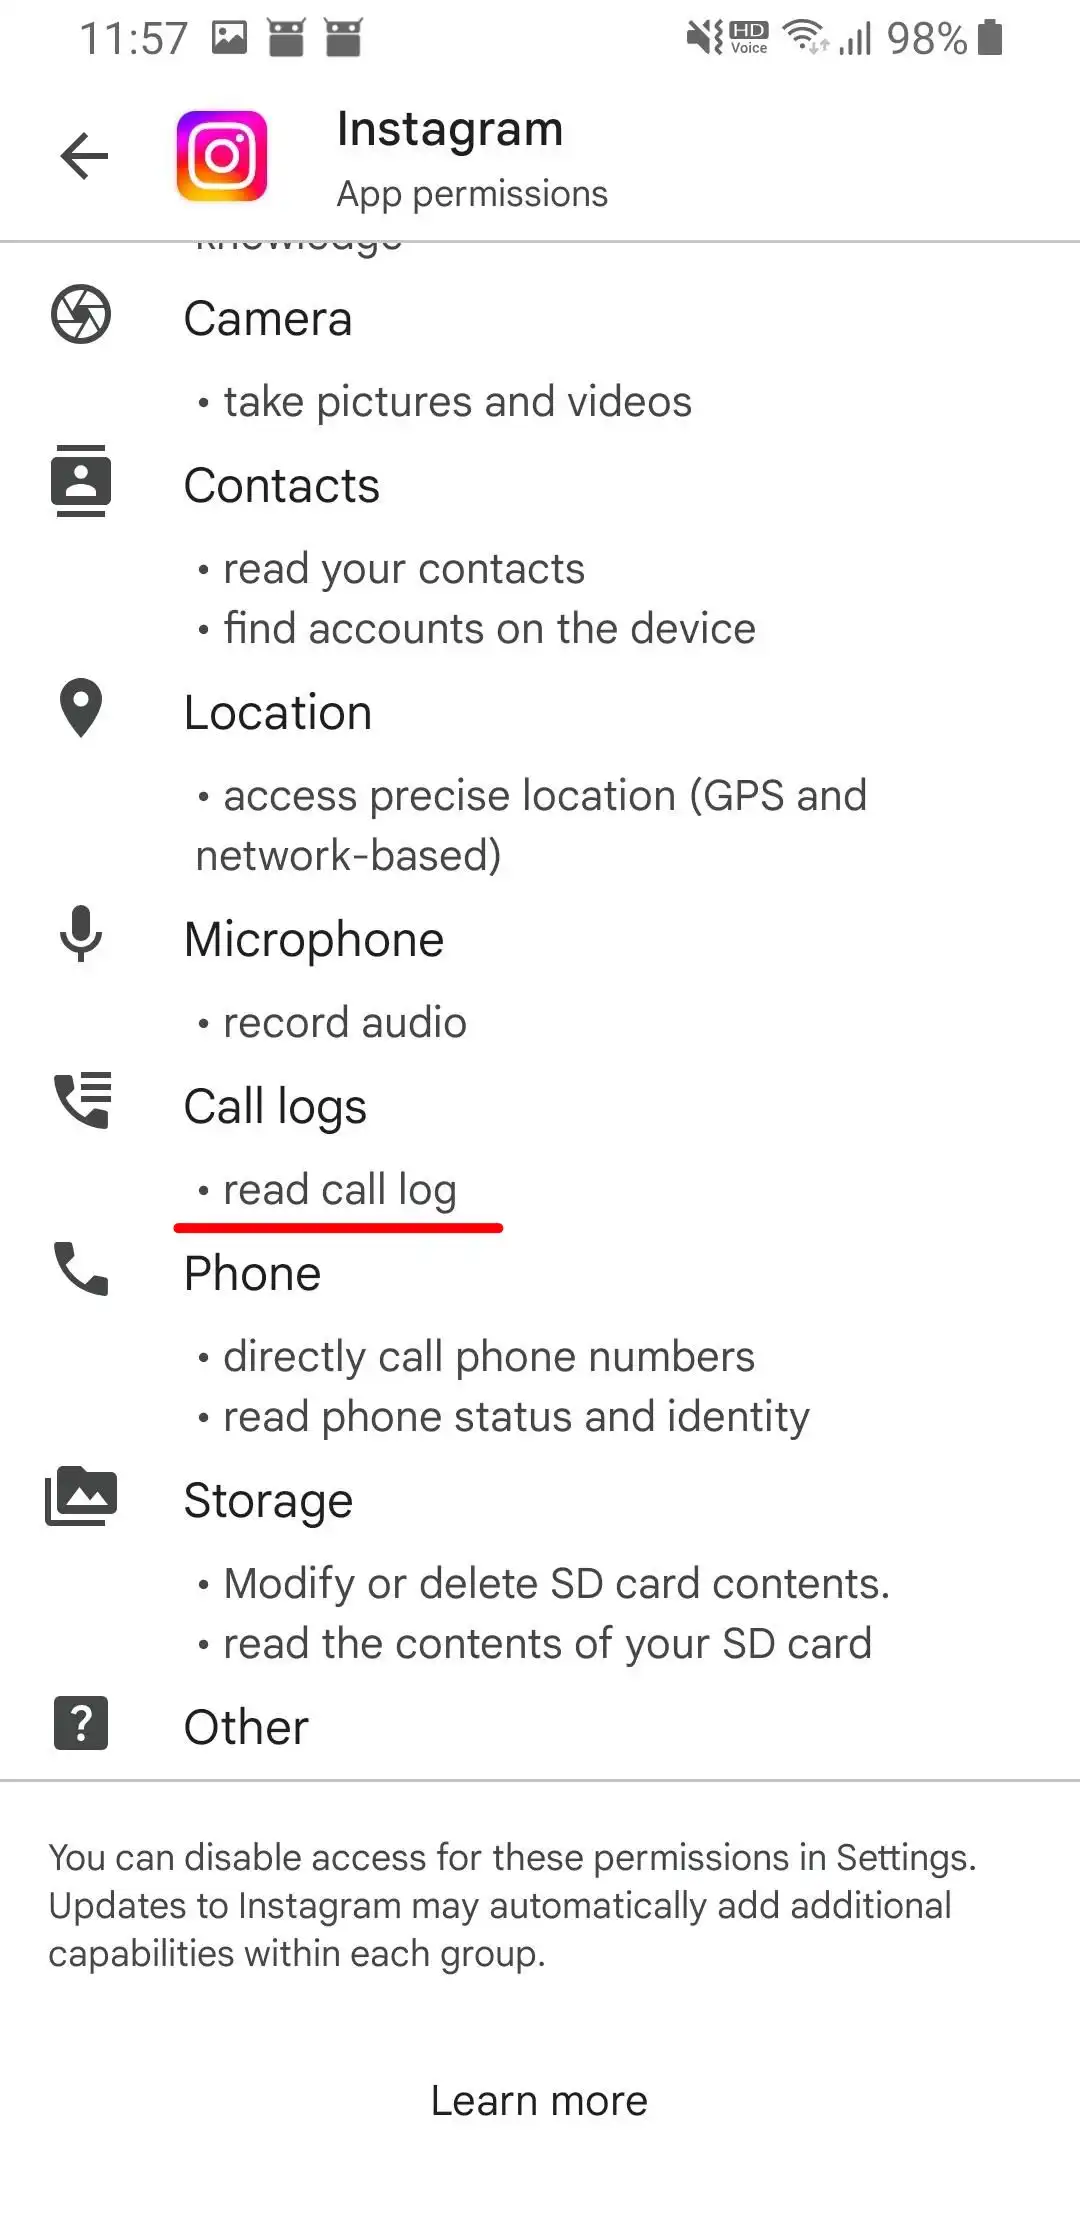 11:57 HD Voice 98%
Instagram
App permissions
knowledge
Camera
• take pictures and videos
Contacts
• read your contacts
• find accounts on the device
Location
• access precise location (GPS and
network-based)
Microphone
• record audio
Call logs
• read call log
Phone
• directly call phone numbers
• read phone status and identity
Storage
• Modify or delete SD card contents.
• read the contents of your SD card
? Other
You can disable access for these permissions in Settings.
Updates to Instagram may automatically add additional
capabilities within each group.
Learn more